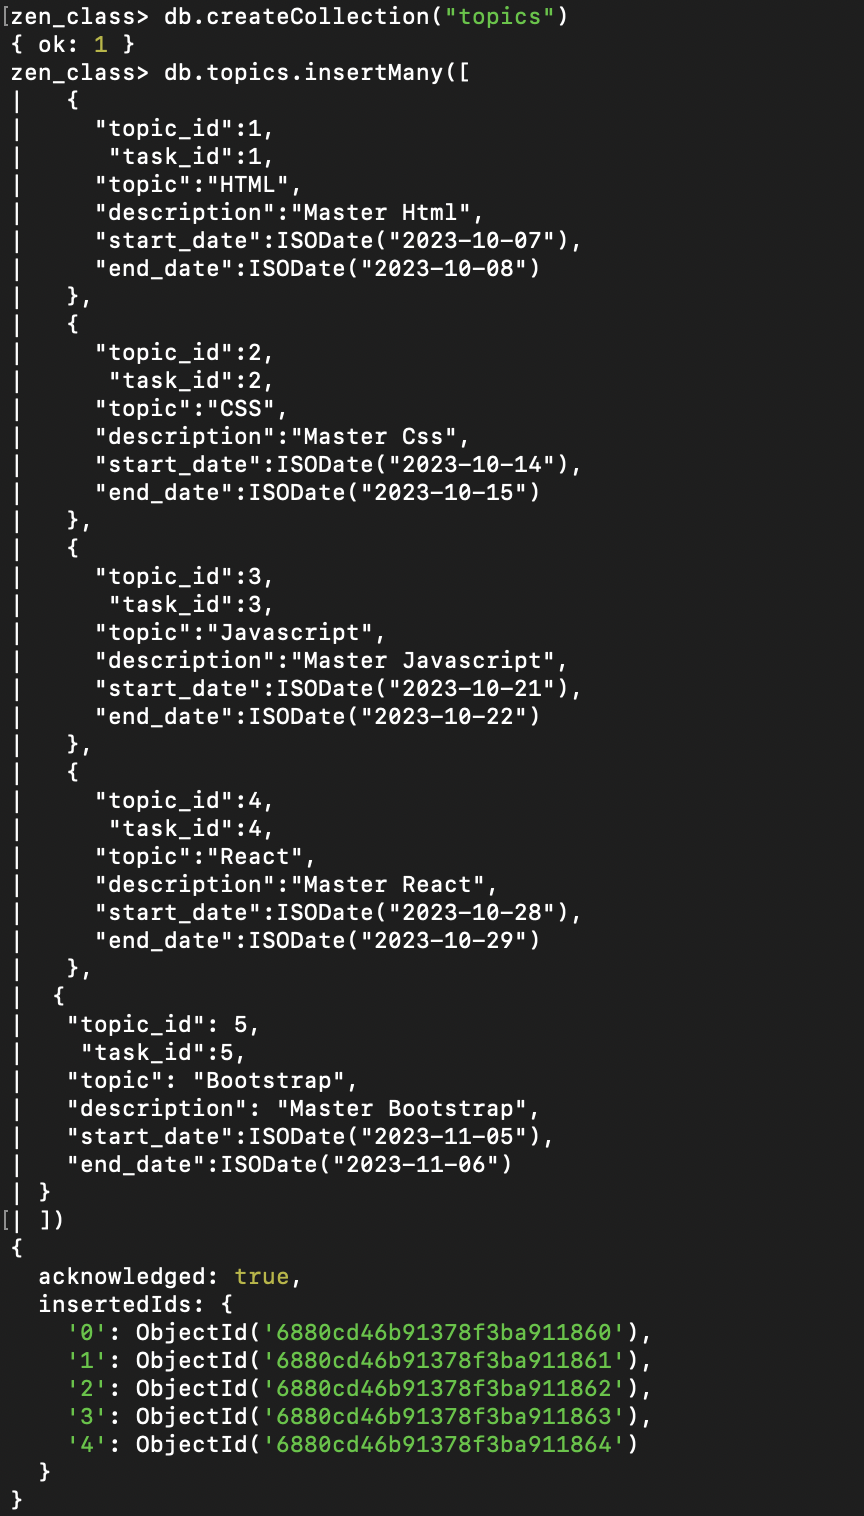 [zen_class> db.createCollection("topics")
{ ok: 1 }
zen_class> db.topics.insertMany([
|   {
|     "topic_id":1,
|      "task_id":1,
|     "topic":"HTML",
|     "description":"Master Html",
|     "start_date":ISODate("2023-10-07"),
|     "end_date":ISODate("2023-10-08")
|   },
|   {
|     "topic_id":2,
|      "task_id":2,
|     "topic":"CSS",
|     "description":"Master Css",
|     "start_date":ISODate("2023-10-14"),
|     "end_date":ISODate("2023-10-15")
|   },
|   {
|     "topic_id":3,
|      "task_id":3,
|     "topic":"Javascript",
|     "description":"Master Javascript",
|     "start_date":ISODate("2023-10-21"),
|     "end_date":ISODate("2023-10-22")
|   },
|   {
|     "topic_id":4,
|      "task_id":4,
|     "topic":"React",
|     "description":"Master React",
|     "start_date":ISODate("2023-10-28"),
|     "end_date":ISODate("2023-10-29")
|   },
|  {
|   "topic_id": 5,
|    "task_id":5,
|   "topic": "Bootstrap",
|   "description": "Master Bootstrap",
|   "start_date":ISODate("2023-11-05"),
|   "end_date":ISODate("2023-11-06")
| }
[| ])
{
  acknowledged: true,
  insertedIds: {
    '0': ObjectId('6880cd46b91378f3ba911860'),
    '1': ObjectId('6880cd46b91378f3ba911861'),
    '2': ObjectId('6880cd46b91378f3ba911862'),
    '3': ObjectId('6880cd46b91378f3ba911863'),
    '4': ObjectId('6880cd46b91378f3ba911864')
  }
}